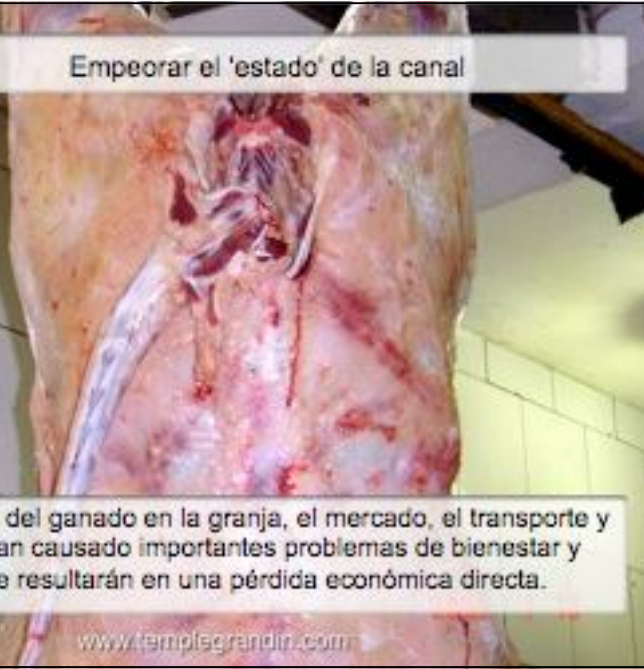 Empeorar el 'estado' de la canal
del ganado en la granja, el mercado, el transporte y
an causado importantes problemas de bienestar y
e resultarán en una pérdida económica directa.
www.templegrandin.com